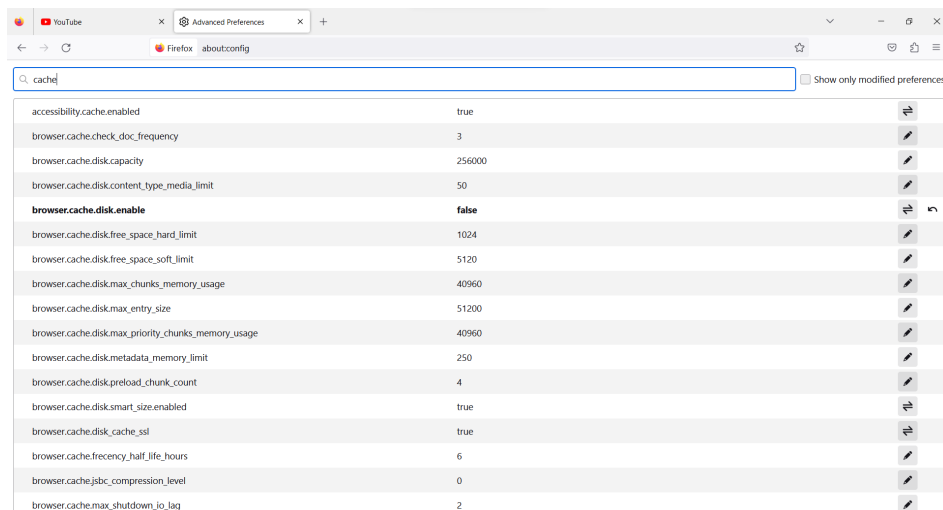 YouTube Advanced Preferences
Firefox about:config
cache Show only modified preferences
accessibility.cache.enabled true
browser.cache.check_doc_frequency 3
browser.cache.disk.capacity 256000
browser.cache.disk.content_type_media_limit 50
browser.cache.disk.enable false
browser.cache.disk.free_space_hard_limit 1024
browser.cache.disk.free_space_soft_limit 5120
browser.cache.disk.max_chunks_memory_usage 40960
browser.cache.disk.max_entry_size 51200
browser.cache.disk.max_priority_chunks_memory_usage 40960
browser.cache.disk.metadata_memory_limit 250
browser.cache.disk.preload_chunk_count 4
browser.cache.disk.smart_size.enabled true
browser.cache.disk_cache_ssl true
browser.cache.frecency_half_life_hours 6
browser.cache.jsbc_compression_level 0
browser.cache.max_shutdown_io_lag 2